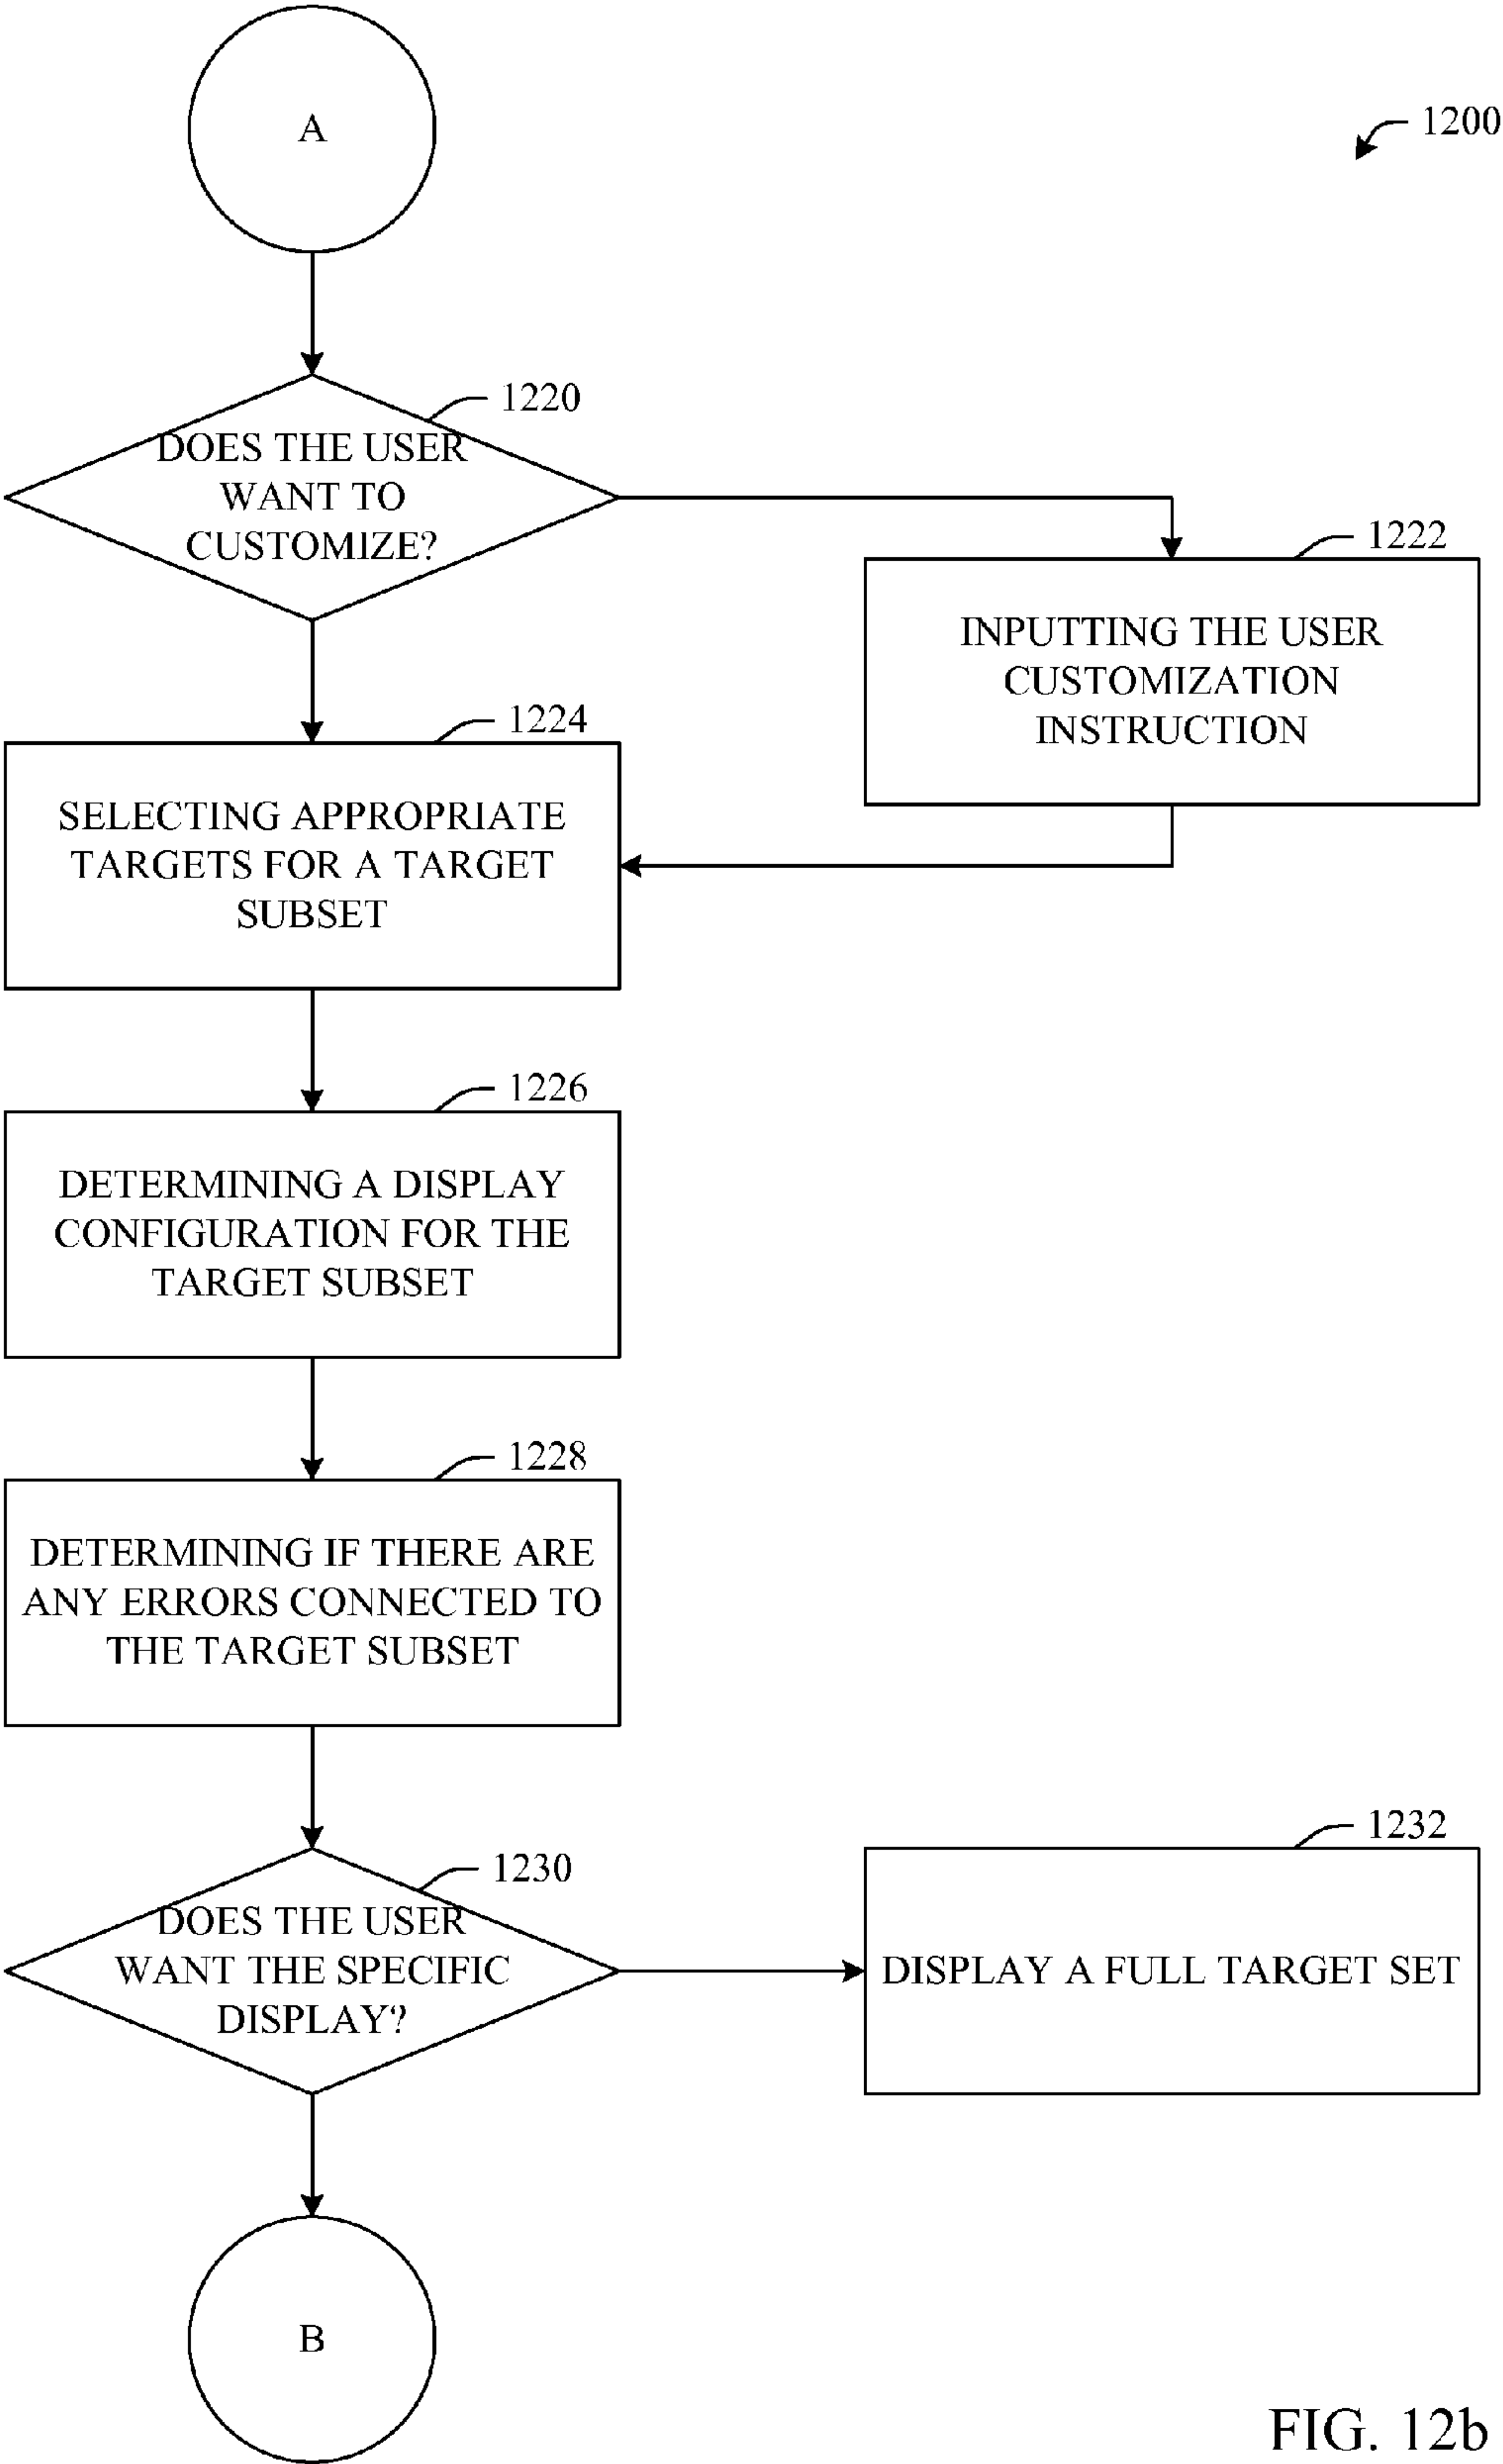 A
1200
1220
DOES THE USER
WANT TO
CUSTOMIZE?
1222
INPUTTING THE USER
CUSTOMIZATION
INSTRUCTION
1224
SELECTING APPROPRIATE
TARGETS FOR A TARGET
SUBSET
1226
DETERMINING A DISPLAY
CONFIGURATION FOR THE
TARGET SUBSET
1228
DETERMINING IF THERE ARE
ANY ERRORS CONNECTED TO
THE TARGET SUBSET
1230
DOES THE USER
WANT THE SPECIFIC
DISPLAY?
1232
DISPLAY A FULL TARGET SET
B
FIG. 12b